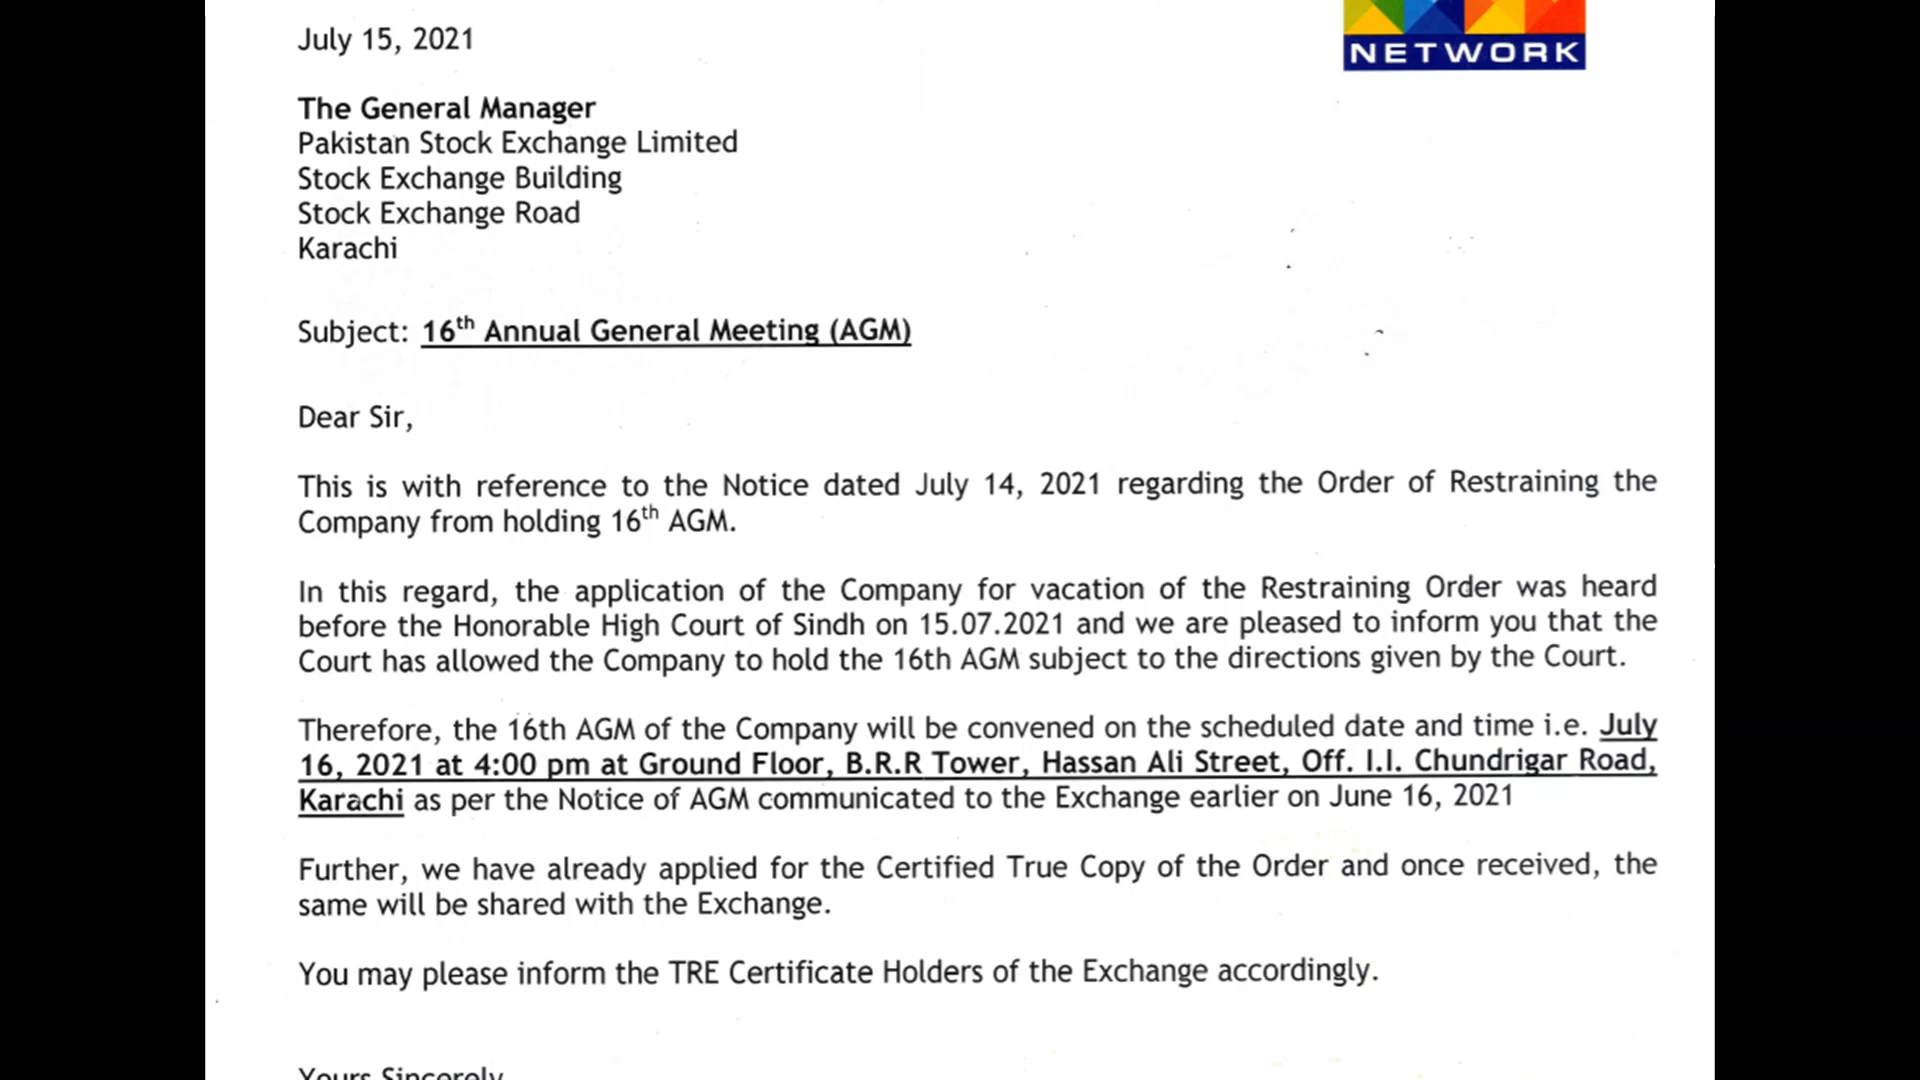 July 15, 2021
NETWORK
The General Manager
Pakistan Stock Exchange Limited
Stock Exchange Building
Stock Exchange Road
Karachi
Subject: 16th Annual General Meeting (AGM)
Dear Sir,
This is with reference to the Notice dated July 14, 2021 regarding the Order of Restraining the
Company from holding 16th AGM.
In this regard, the application of the Company for vacation of the Restraining Order was heard
before the Honorable High Court of Sindh on 15.07.2021 and we are pleased to inform you that the
Court has allowed the Company to hold the 16th AGM subject to the directions given by the Court.
Therefore, the 16th AGM of the Company will be convened on the scheduled date and time i.e. July
16, 2021 at 4:00 pm at Ground Floor, B.R.R Tower, Hassan Ali Street, Off. I.I. Chundrigar Road,
Karachi as per the Notice of AGM communicated to the Exchange earlier on June 16, 2021
Further, we have already applied for the Certified True Copy of the Order and once received, the
same will be shared with the Exchange.
You may please inform the TRE Certificate Holders of the Exchange accordingly.
Yours Sincerely